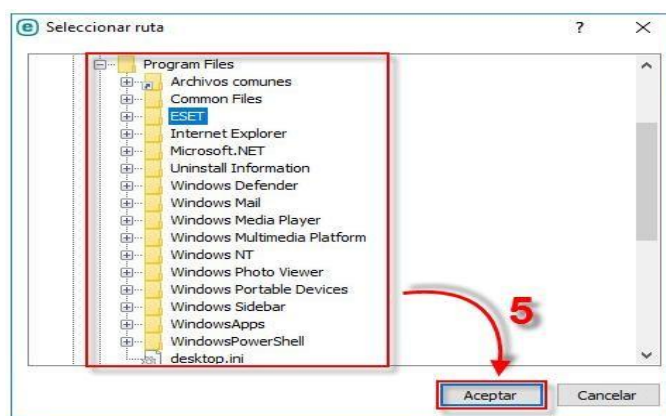 Seleccionar ruta
Program Files
Archivos comunes
Common Files
ESET
Internet Explorer
Microsoft.NET
Uninstall Information
Windows Defender
Windows Mail
Windows Media Player
Windows Multimedia Platform
Windows NT
Windows Photo Viewer
Windows Portable Devices
Windows Sidebar
WindowsApps
WindowsPowerShell
desktop.ini
5
Aceptar
Cancelar